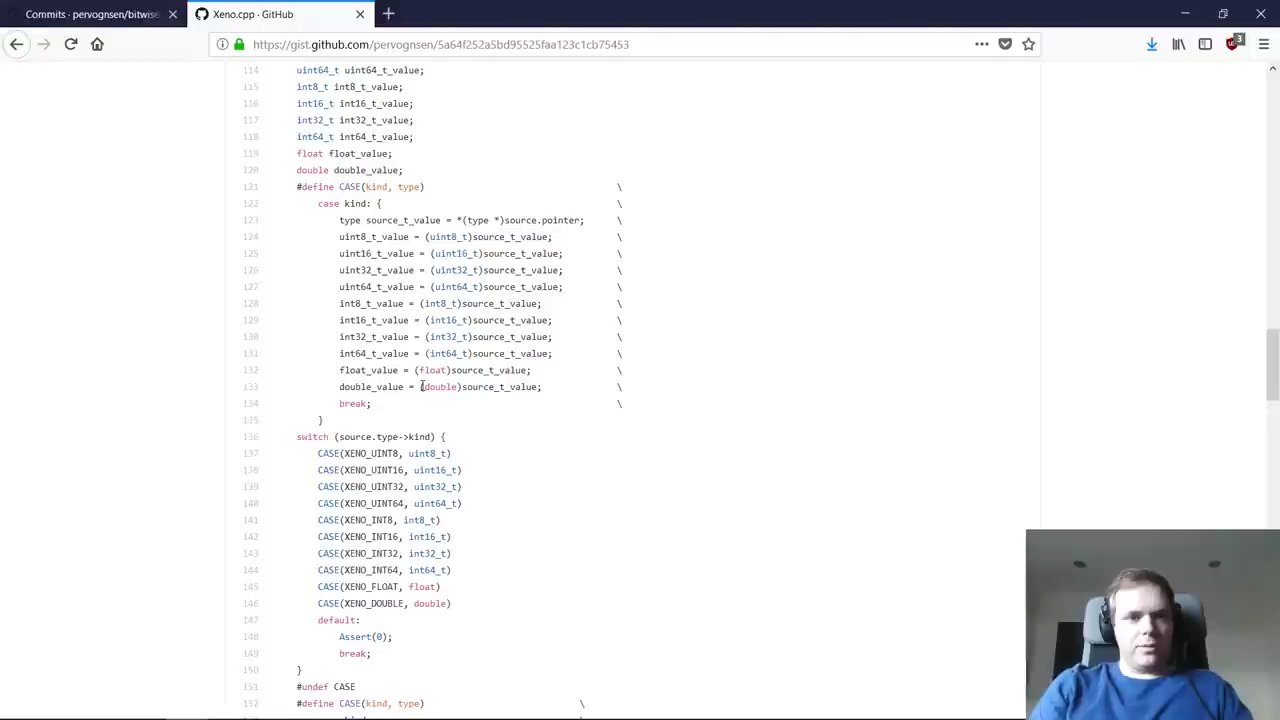 Commits · pervognsen/bitwise
Xeno.cpp · GitHub
https://gist.github.com/pervognsen/5a64f252a5bd95525faa123c1cb75453
3
114 uint64_t uint64_t_value;
115 int8_t int8_t_value;
116 int16_t int16_t_value;
117 int32_t int32_t_value;
118 int64_t int64_t_value;
119 float float_value;
120 double double_value;
121 #define CASE(kind, type) \
122 case kind: { \
123 type source_t_value = *(type *)source.pointer; \
124 uint8_t_value = (uint8_t)source_t_value; \
125 uint16_t_value = (uint16_t)source_t_value; \
126 uint32_t_value = (uint32_t)source_t_value; \
127 uint64_t_value = (uint64_t)source_t_value; \
128 int8_t_value = (int8_t)source_t_value; \
129 int16_t_value = (int16_t)source_t_value; \
130 int32_t_value = (int32_t)source_t_value; \
131 int64_t_value = (int64_t)source_t_value; \
132 float_value = (float)source_t_value; \
133 double_value = (double)source_t_value; \
134 break; \
135 }
136 switch (source.type->kind) {
137 CASE(XENO_UINT8, uint8_t)
138 CASE(XENO_UINT16, uint16_t)
139 CASE(XENO_UINT32, uint32_t)
140 CASE(XENO_UINT64, uint64_t)
141 CASE(XENO_INT8, int8_t)
142 CASE(XENO_INT16, int16_t)
143 CASE(XENO_INT32, int32_t)
144 CASE(XENO_INT64, int64_t)
145 CASE(XENO_FLOAT, float)
146 CASE(XENO_DOUBLE, double)
147 default:
148 Assert(0);
149 break;
150 }
151 #undef CASE
152 #define CASE(kind, type) \